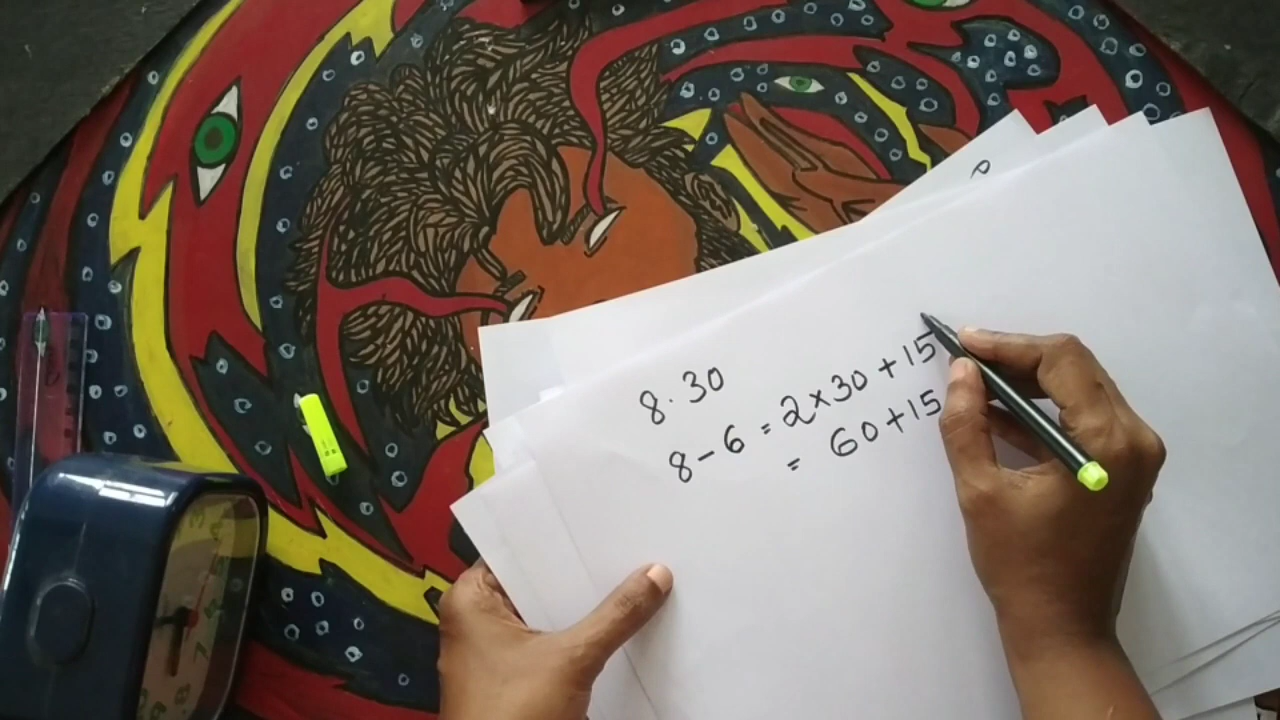 8.30
8-6 = 2×30+15
= 60+15